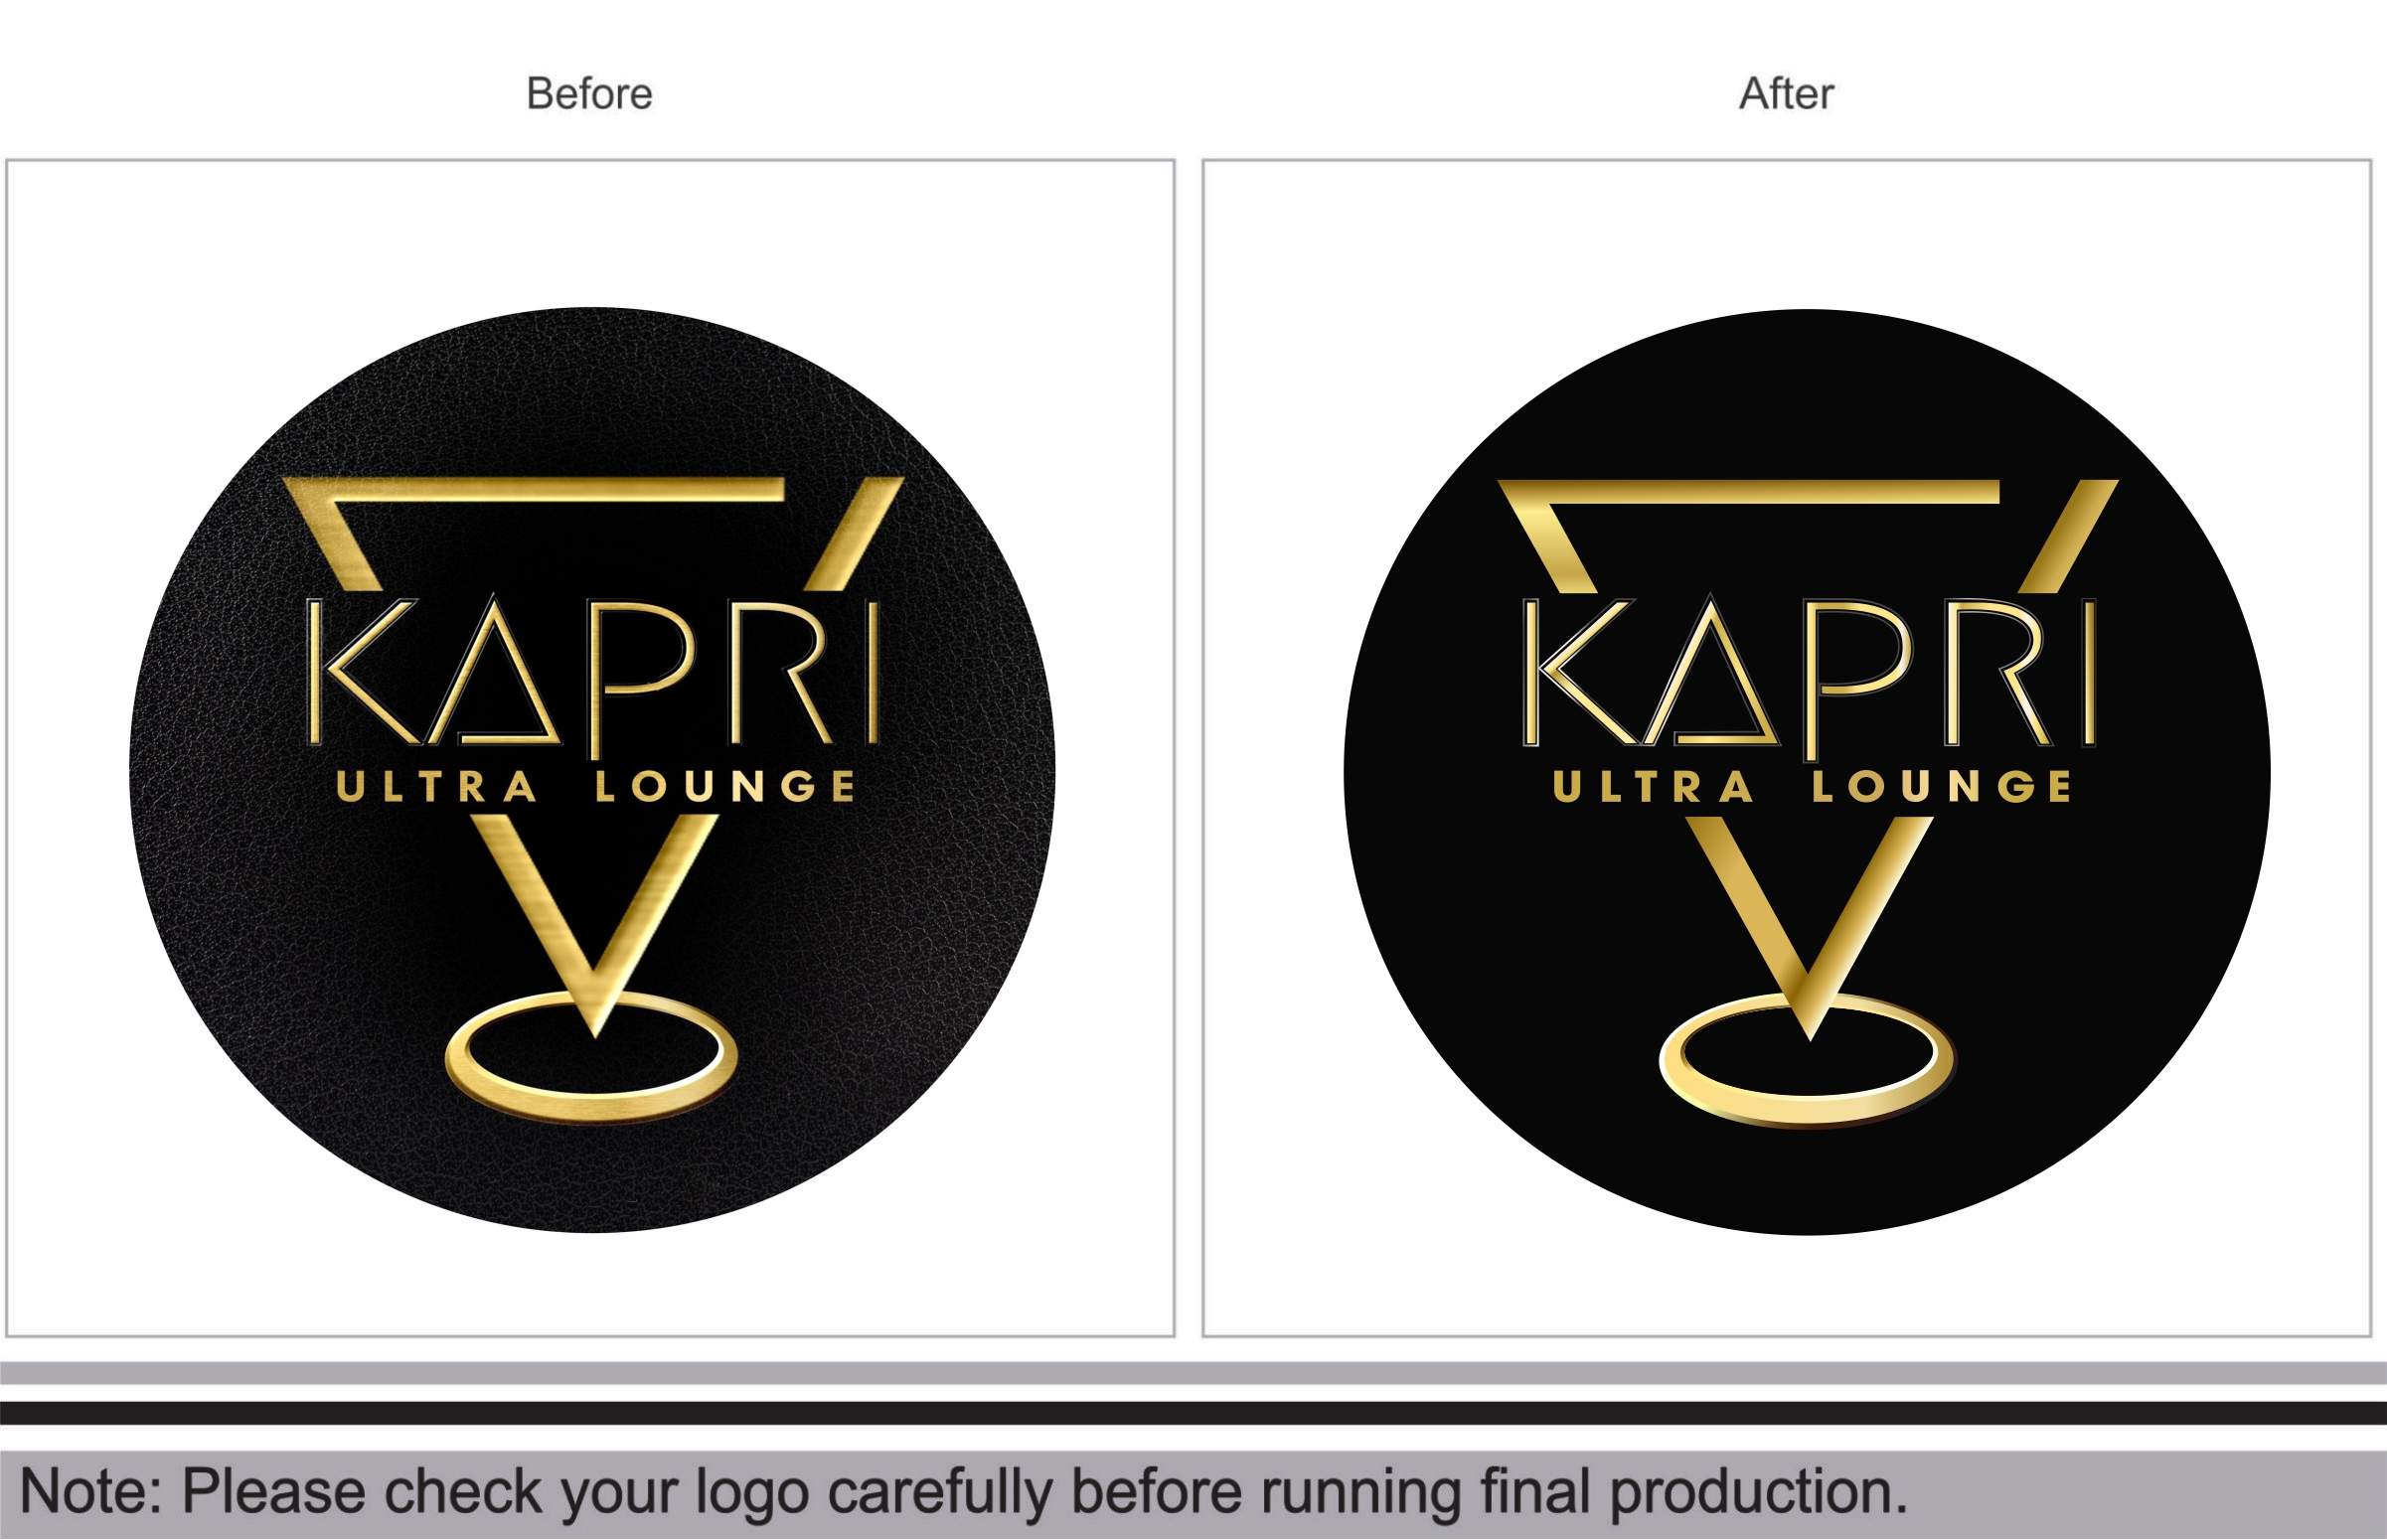 Before
After
KAPRI
ULTRA LOUNGE
KAPRI
ULTRA LOUNGE
Note: Please check your logo carefully before running final production.